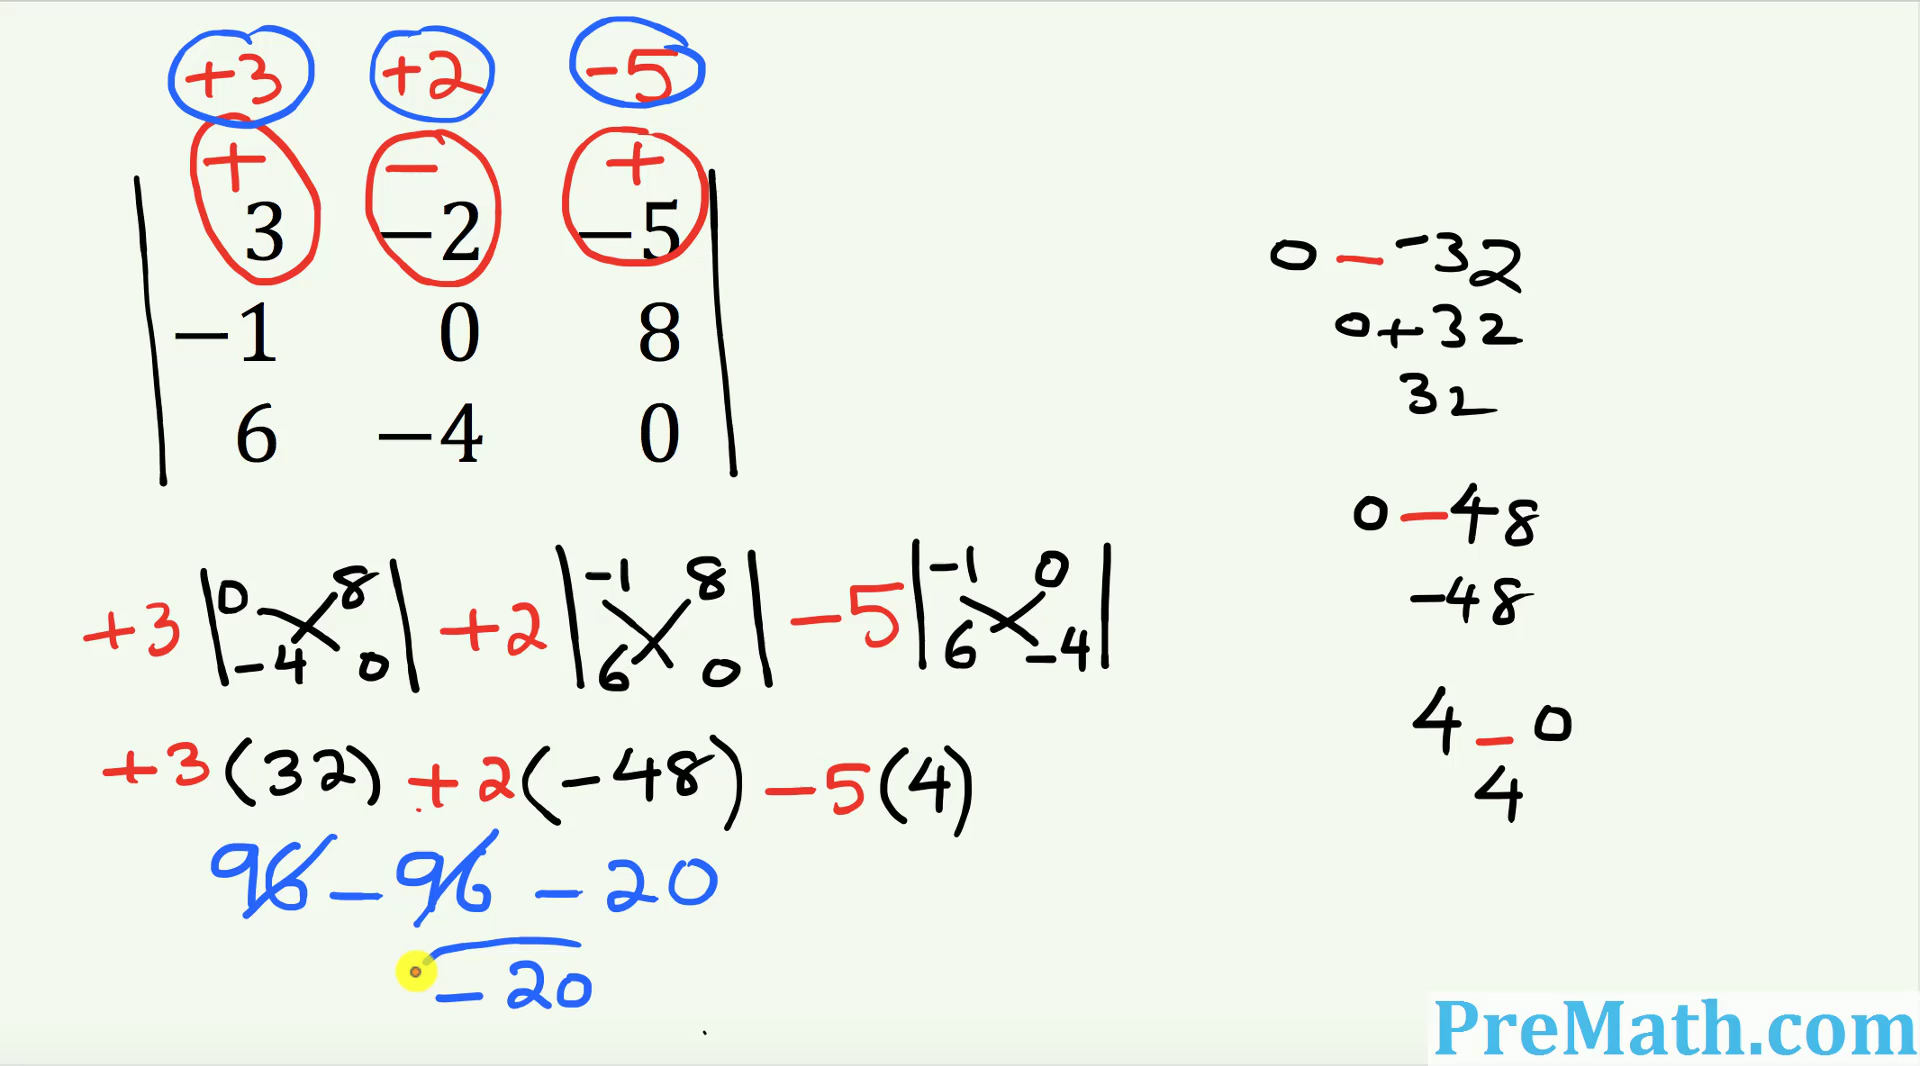 +3 +2 -5
+ - +
3 -2 -5
-1 0 8
6 -4 0
0 - -32
0+32
32
0 -48
-48
4 - 0
4
+3 |0 8| +2 |-1 8| -5 |-1 0|
|-4 0| |6 0| |6 -4|
+3(32) +2(-48) -5(4)
96 - 96 - 20
- 20
PreMath.com